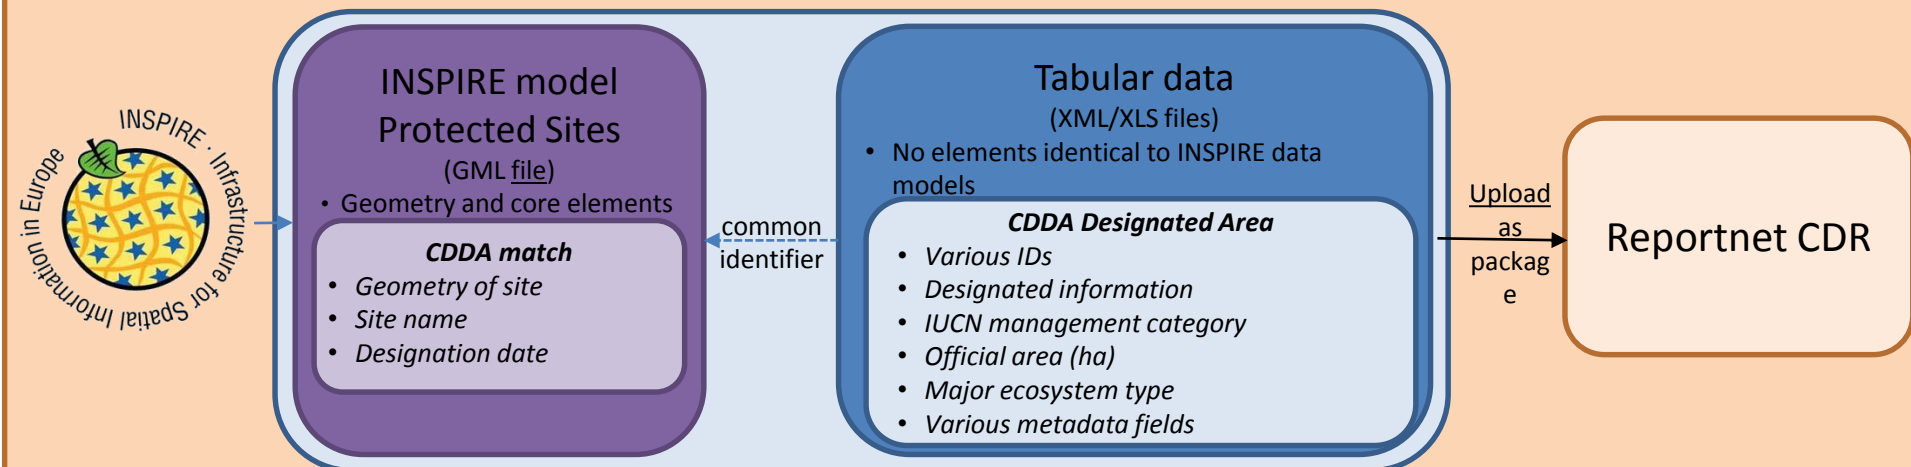 INSPIRE · Infrastructure for Spatial Information in Europe
INSPIRE model
Protected Sites
(GML file)
• Geometry and core elements
CDDA match
• Geometry of site
• Site name
• Designation date
common
identifier
Tabular data
(XML/XLS files)
• No elements identical to INSPIRE data
models
CDDA Designated Area
• Various IDs
• Designated information
• IUCN management category
• Official area (ha)
• Major ecosystem type
• Various metadata fields
Upload
as
packag
e
Reportnet CDR